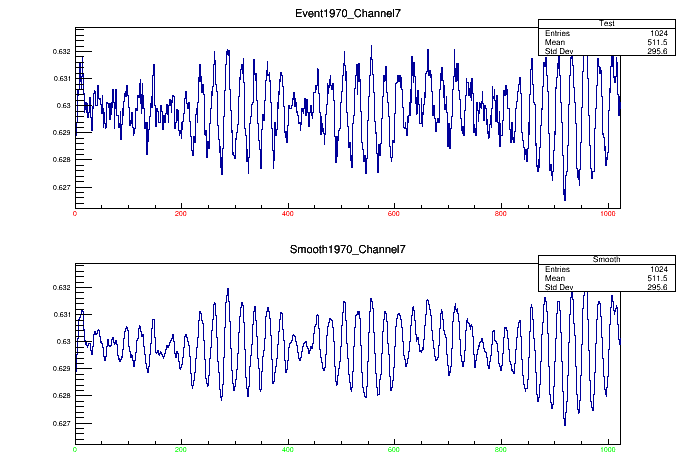 Event1970_Channel7
Test
Entries 1024
Mean 511.5
Std Dev 295.6
0.632
0.631
0.63
0.629
0.628
0.627
0 200 400 600 800 1000
Smooth1970_Channel7
Smooth
Entries 1024
Mean 511.5
Std Dev 295.6
0.632
0.631
0.63
0.629
0.628
0.627
0 200 400 600 800 1000